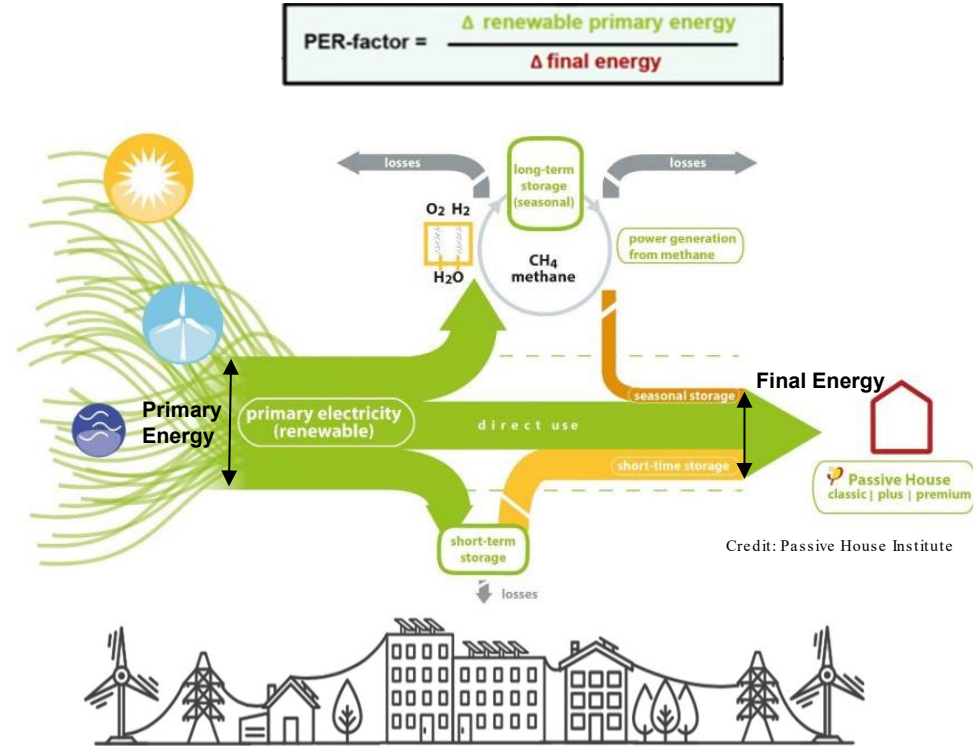 Δ renewable primary energy
PER-factor =
Δ final energy
losses
long-term
storage
(seasonal)
losses
O2 H2
H2O
CH4
methane
power generation
from methane
Primary
Energy
primary electricity
(renewable)
direct use
seasonal storage
Final Energy
short-time storage
Passive House
classic | plus | premium
short-term
storage
losses
Credit: Passive House Institute